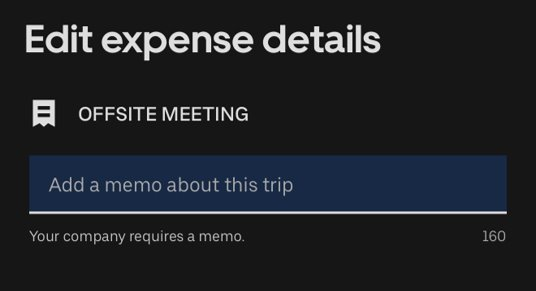 Edit expense details
OFFSITE MEETING
Add a memo about this trip
Your company requires a memo. 160